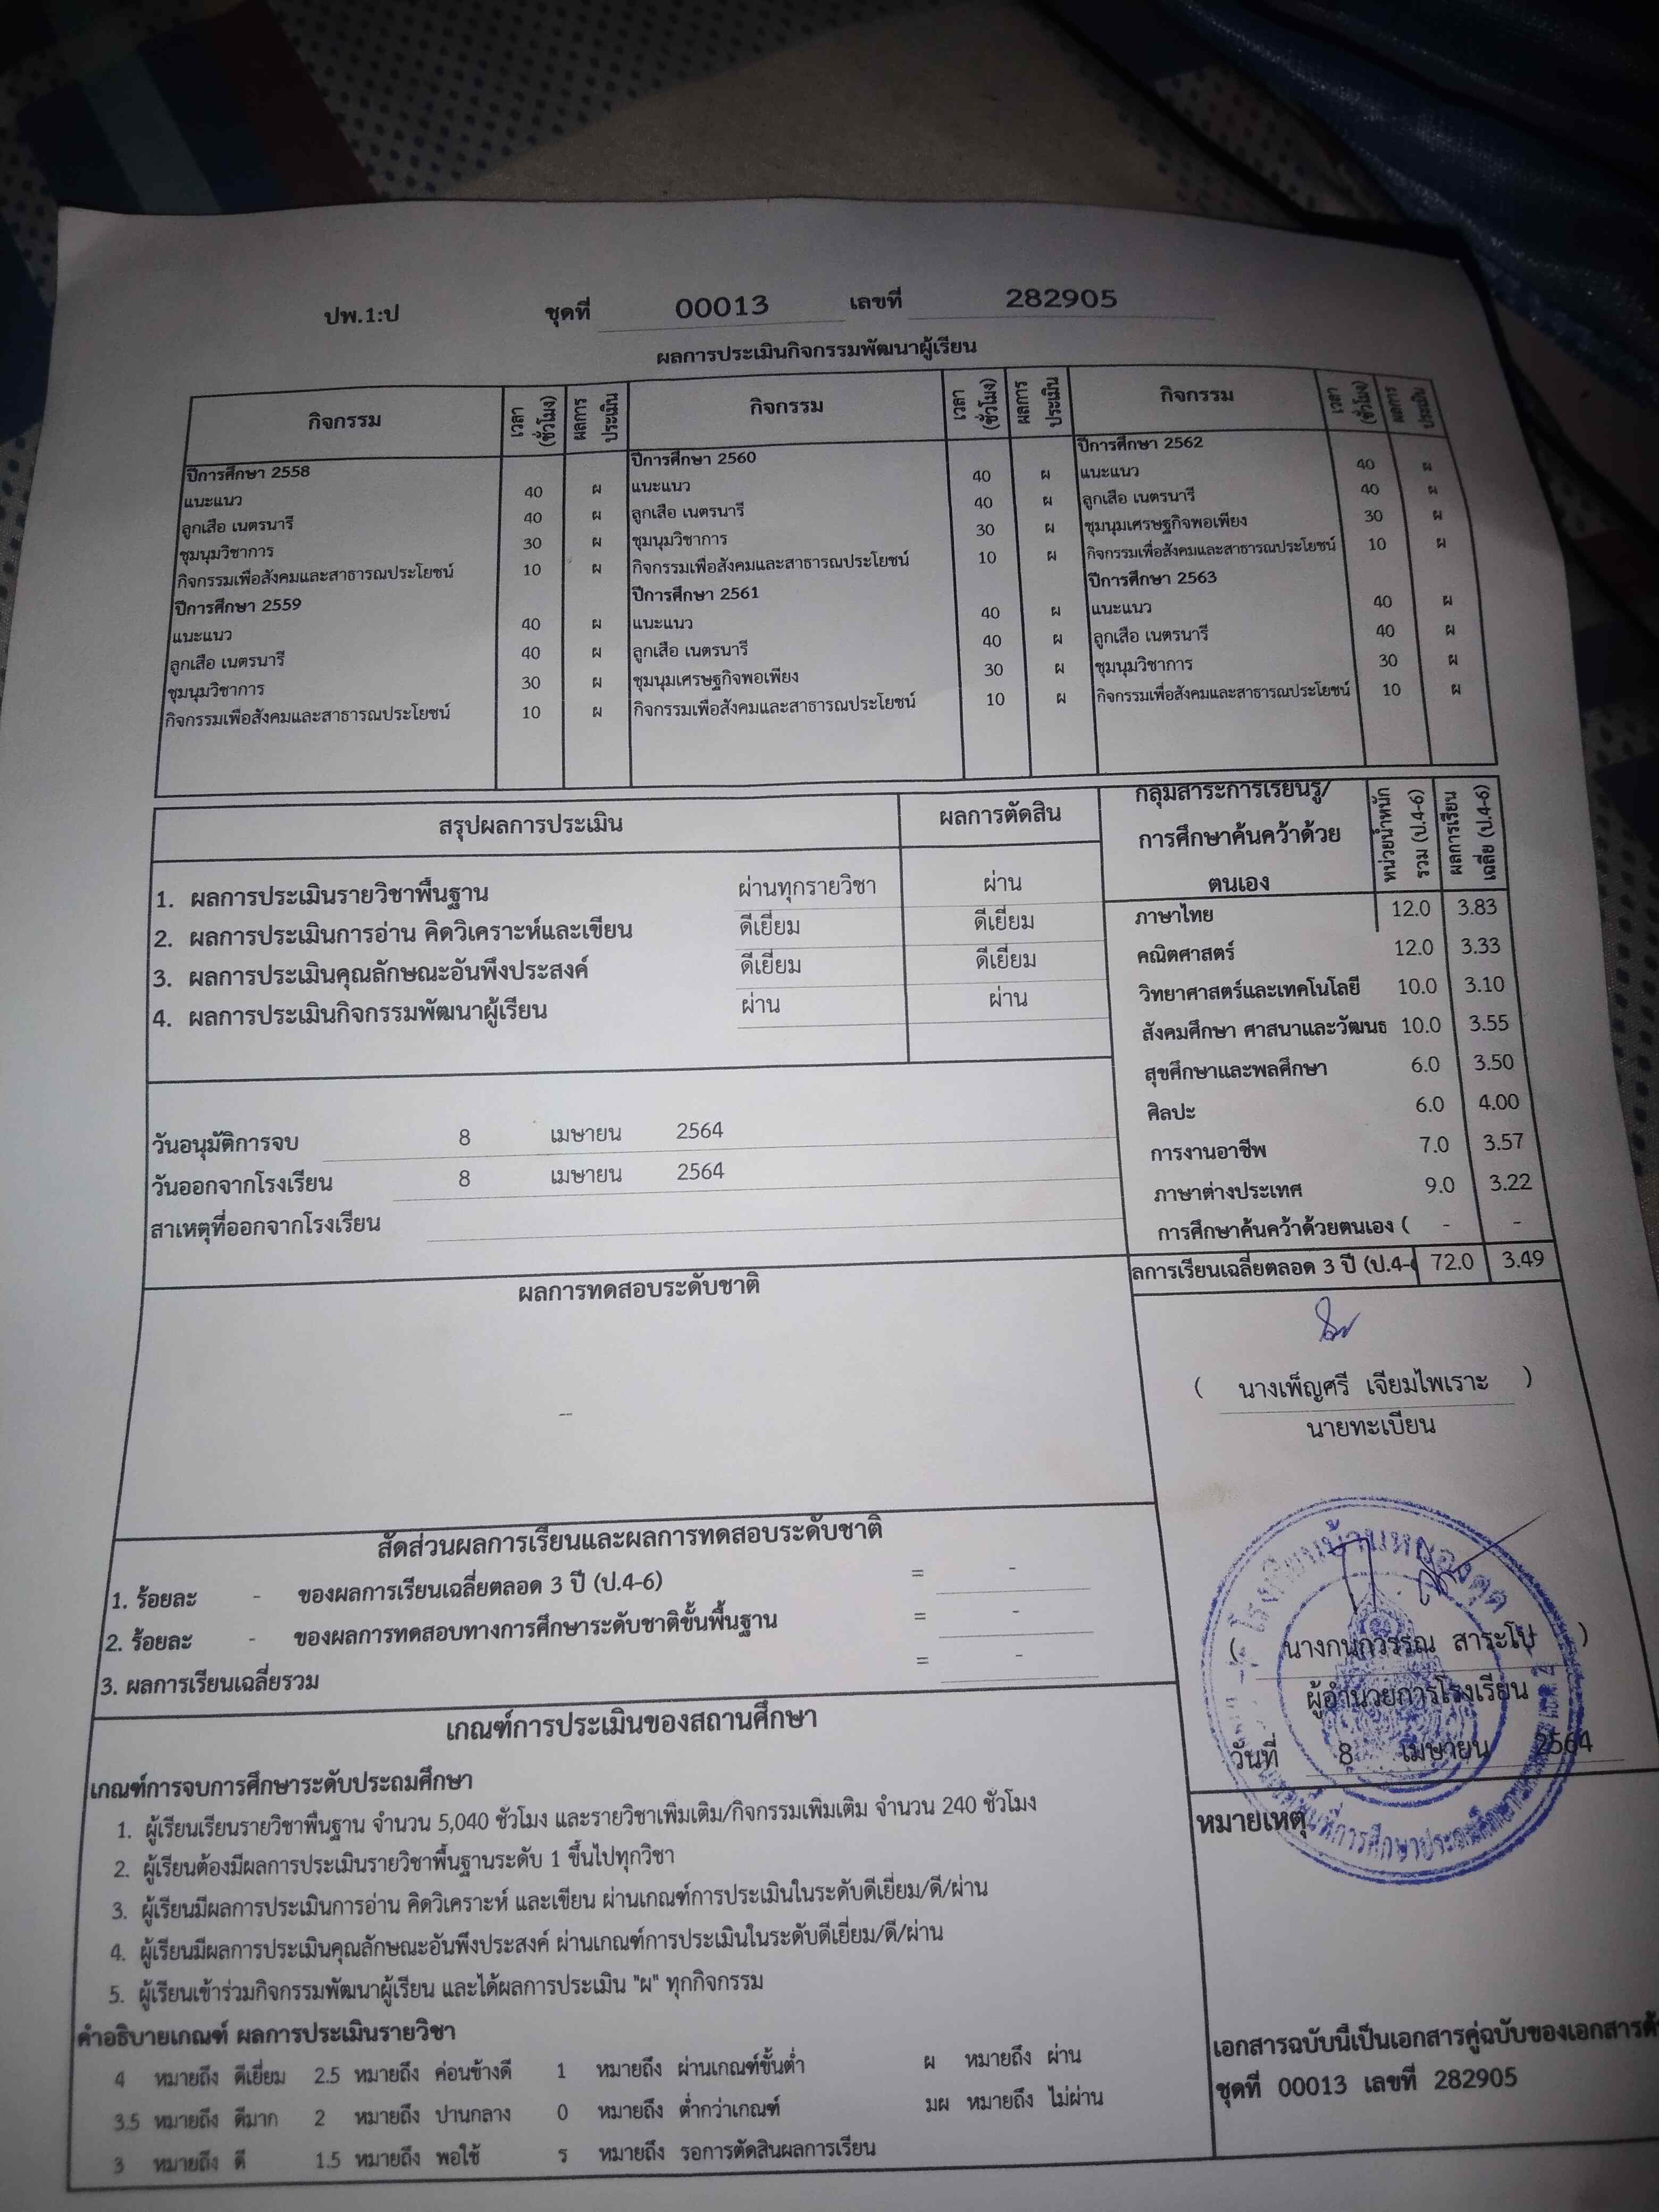 ปพ.1:ป ชุดที่ 00013 เลขที่ 282905
ผลการประเมินกิจกรรมพัฒนาผู้เรียน
กิจกรรม เวลา (ชั่วโมง) ผลการ ประเมิน กิจกรรม เวลา (ชั่วโมง) ผลการ ประเมิน กิจกรรม เวลา (ชั่วโมง) ผลการ ประเมิน
ปีการศึกษา 2558
แนะแนว 40 ผ
ลูกเสือ เนตรนารี 40 ผ
ชุมนุมวิชาการ 30 ผ
กิจกรรมเพื่อสังคมและสาธารณประโยชน์ 10 ผ
ปีการศึกษา 2559
แนะแนว 40 ผ
ลูกเสือ เนตรนารี 40 ผ
ชุมนุมวิชาการ 30 ผ
กิจกรรมเพื่อสังคมและสาธารณประโยชน์ 10 ผ
ปีการศึกษา 2560
แนะแนว 40 ผ
ลูกเสือ เนตรนารี 40 ผ
ชุมนุมวิชาการ 30 ผ
กิจกรรมเพื่อสังคมและสาธารณประโยชน์ 10 ผ
ปีการศึกษา 2561
แนะแนว 40 ผ
ลูกเสือ เนตรนารี 40 ผ
ชุมนุมเศรษฐกิจพอเพียง 30 ผ
กิจกรรมเพื่อสังคมและสาธารณประโยชน์ 10 ผ
ปีการศึกษา 2562
แนะแนว 40 ผ
ลูกเสือ เนตรนารี 40 ผ
ชุมนุมเศรษฐกิจพอเพียง 30 ผ
กิจกรรมเพื่อสังคมและสาธารณประโยชน์ 10 ผ
ปีการศึกษา 2563
แนะแนว 40 ผ
ลูกเสือ เนตรนารี 40 ผ
ชุมนุมวิชาการ 30 ผ
กิจกรรมเพื่อสังคมและสาธารณประโยชน์ 10 ผ
สรุปผลการประเมิน ผลการตัดสิน
1. ผลการประเมินรายวิชาพื้นฐาน ผ่านทุกรายวิชา ผ่าน
2. ผลการประเมินการอ่าน คิดวิเคราะห์และเขียน ดีเยี่ยม ดีเยี่ยม
3. ผลการประเมินคุณลักษณะอันพึงประสงค์ ดีเยี่ยม ดีเยี่ยม
4. ผลการประเมินกิจกรรมพัฒนาผู้เรียน ผ่าน ผ่าน
วันอนุมัติการจบ 8 เมษายน 2564
วันออกจากโรงเรียน 8 เมษายน 2564
สาเหตุที่ออกจากโรงเรียน
กลุ่มสาระการเรียนรู้/
การศึกษาค้นคว้าด้วย
ตนเอง
หน่วยน้ำหนัก
รวม (ป.4-6)
ผลการเรียน
เฉลี่ย (ป.4-6)
ภาษาไทย 12.0 3.83
คณิตศาสตร์ 12.0 3.33
วิทยาศาสตร์และเทคโนโลยี 10.0 3.10
สังคมศึกษา ศาสนาและวัฒนธ 10.0 3.55
สุขศึกษาและพลศึกษา 6.0 3.50
ศิลปะ 6.0 4.00
การงานอาชีพ 7.0 3.57
ภาษาต่างประเทศ 9.0 3.22
การศึกษาค้นคว้าด้วยตนเอง ( - -
ลการเรียนเฉลี่ยตลอด 3 ปี (ป.4-6 72.0 3.49
ผลการทดสอบระดับชาติ
--
( นางเพ็ญศรี เจียมไพเราะ )
นายทะเบียน
สัดส่วนผลการเรียนและผลการทดสอบระดับชาติ
1. ร้อยละ - ของผลการเรียนเฉลี่ยตลอด 3 ปี (ป.4-6) = -
2. ร้อยละ - ของผลการทดสอบทางการศึกษาระดับชาติขั้นพื้นฐาน = -
3. ผลการเรียนเฉลี่ยรวม = -
( นางกนกวรรณ สาระโป )
ผู้อำนวยการโรงเรียน
วันที่ 8 เมษายน 2564
เกณฑ์การประเมินของสถานศึกษา
เกณฑ์การจบการศึกษาระดับประถมศึกษา
1. ผู้เรียนเรียนรายวิชาพื้นฐาน จำนวน 5,040 ชั่วโมง และรายวิชาเพิ่มเติม/กิจกรรมเพิ่มเติม จำนวน 240 ชั่วโมง
2. ผู้เรียนต้องมีผลการประเมินรายวิชาพื้นฐานระดับ 1 ขึ้นไปทุกวิชา
3. ผู้เรียนมีผลการประเมินการอ่าน คิดวิเคราะห์ และเขียน ผ่านเกณฑ์การประเมินในระดับดีเยี่ยม/ดี/ผ่าน
4. ผู้เรียนมีผลการประเมินคุณลักษณะอันพึงประสงค์ ผ่านเกณฑ์การประเมินในระดับดีเยี่ยม/ดี/ผ่าน
5. ผู้เรียนเข้าร่วมกิจกรรมพัฒนาผู้เรียน และได้ผลการประเมิน "ผ" ทุกกิจกรรม
คำอธิบายเกณฑ์ ผลการประเมินรายวิชา
4 หมายถึง ดีเยี่ยม 2.5 หมายถึง ค่อนข้างดี 1 หมายถึง ผ่านเกณฑ์ขั้นต่ำ ผ หมายถึง ผ่าน
3.5 หมายถึง ดีมาก 2 หมายถึง ปานกลาง 0 หมายถึง ต่ำกว่าเกณฑ์ มผ หมายถึง ไม่ผ่าน
3 หมายถึง ดี 1.5 หมายถึง พอใช้ ร หมายถึง รอการตัดสินผลการเรียน
หมายเหตุ
เอกสารฉบับนี้เป็นเอกสารคู่ฉบับของเอกสารต้
ชุดที่ 00013 เลขที่ 282905